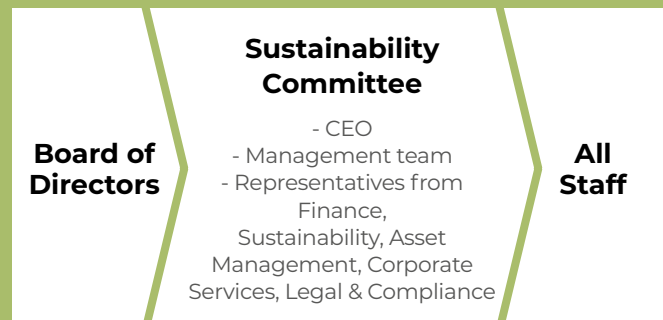 Board of
Directors
Sustainability
Committee
- CEO
- Management team
- Representatives from
Finance,
Sustainability, Asset
Management, Corporate
Services, Legal & Compliance
All
Staff